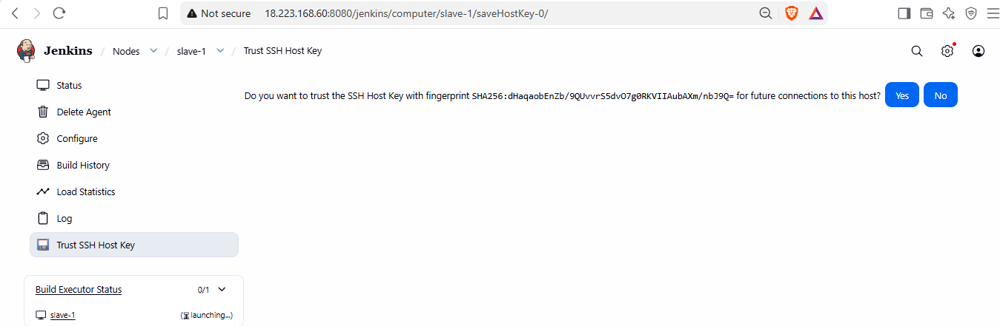 Not secure 18.223.168.60:8080/jenkins/computer/slave-1/saveHostKey-0/
Jenkins / Nodes / slave-1 / Trust SSH Host Key
Status
Do you want to trust the SSH Host Key with fingerprint SHA256:dHaqaobEnZb/9QUvvrS5dvO7g0RKVIIAubAXm/nbJ9Q= for future connections to this host? Yes No
Delete Agent
Configure
Build History
Load Statistics
Log
Trust SSH Host Key
Build Executor Status 0/1
slave-1 (launching...)